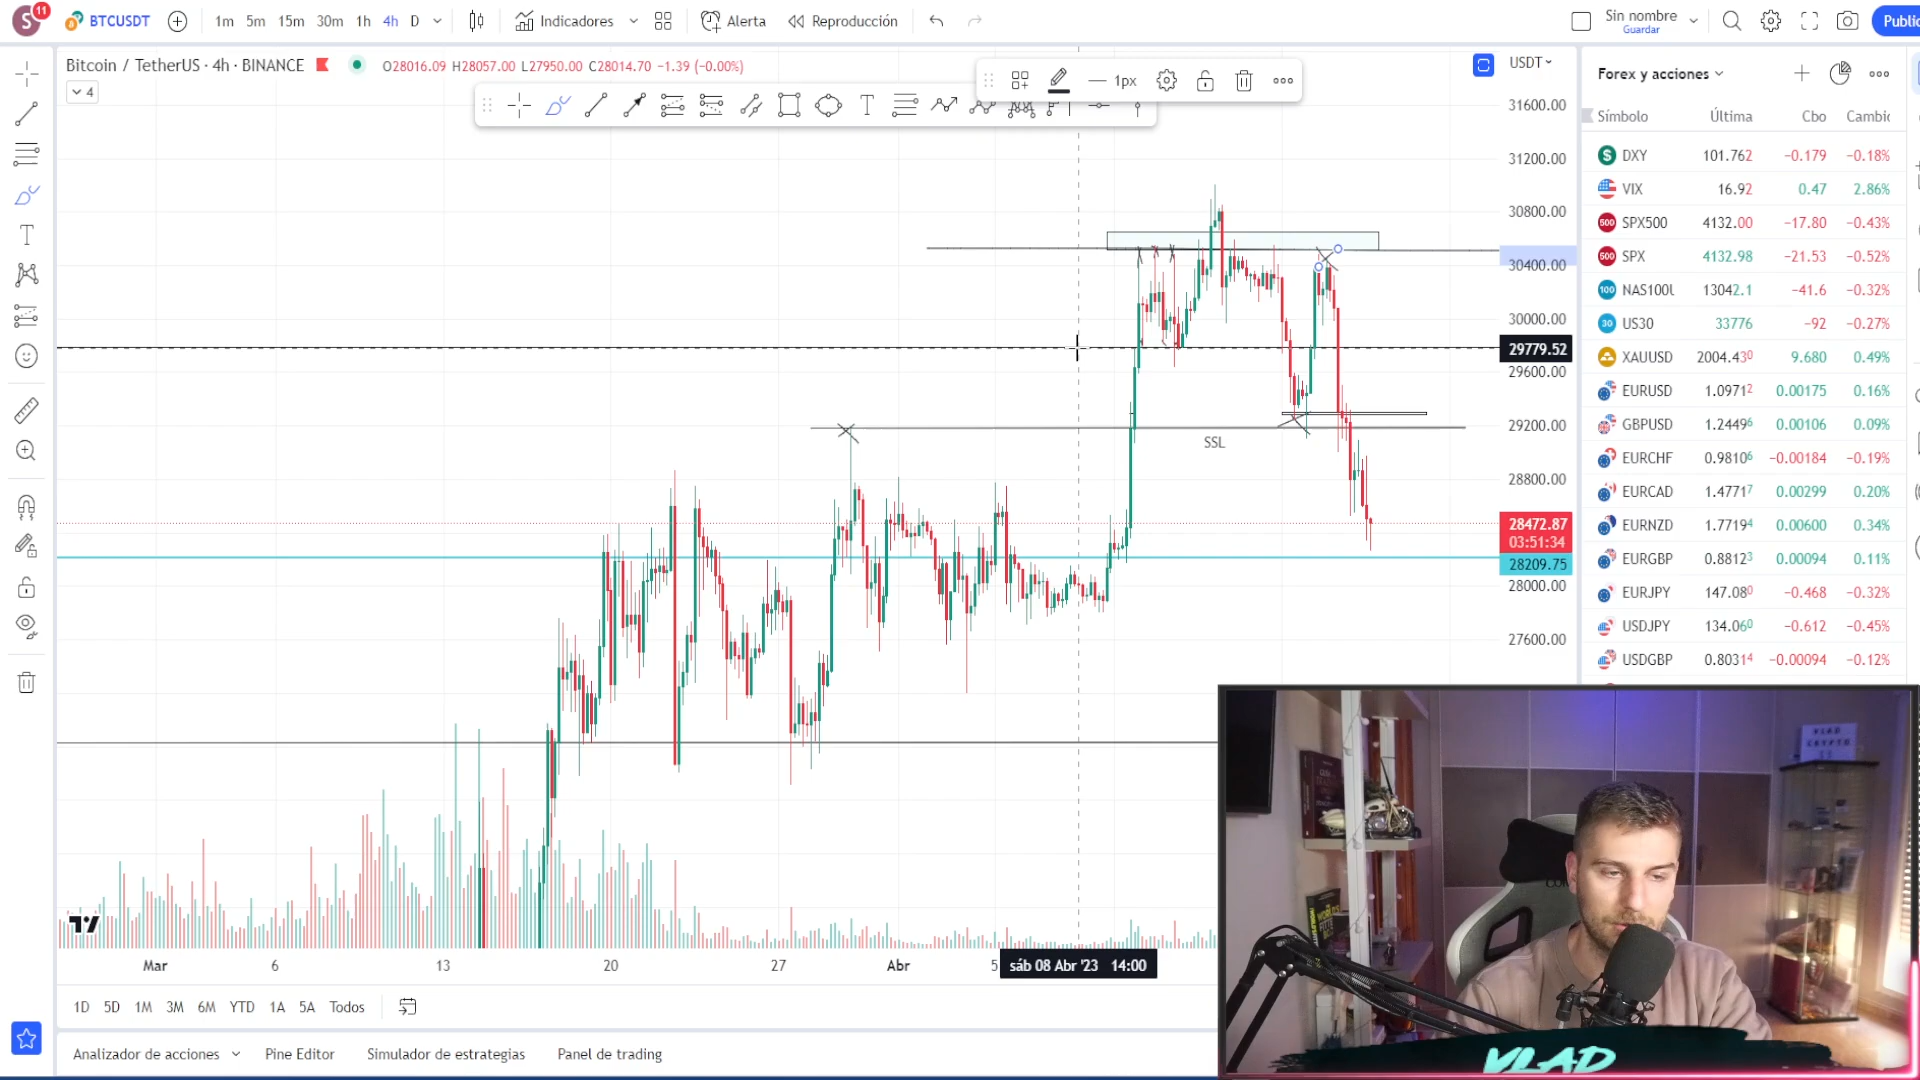 S 11 BTCUSDT 1m 5m 15m 30m 1h 4h D Indicadores Alerta Reproducción Sin nombre Guardar
Bitcoin / TetherUS · 4h · BINANCE O28016.09 H28057.00 L27950.00 C28014.70 −1.39 (−0.00%)
4
1px
USDT
31600.00
31200.00
30800.00
30400.00
30000.00
29779.52
29600.00
29200.00
SSL
28800.00
28472.87
03:51:34
28209.75
28000.00
27600.00
Forex y acciones
Símbolo Última Cbo
DXY 101.762 −0.179 −0.18%
VIX 16.92 0.47 2.86%
SPX500 4132.00 −17.80 −0.43%
SPX 4132.98 −21.53 −0.52%
13042.1 −41.6 −0.32%
US30 33776 −92 −0.27%
XAUUSD 2004.430 9.680 0.49%
EURUSD 1.09712 0.00175 0.16%
GBPUSD 1.24496 0.00106 0.09%
EURCHF 0.98106 −0.00184 −0.19%
EURCAD 1.47717 0.00299 0.20%
EURNZD 1.77194 0.00600 0.34%
EURGBP 0.88123 0.00094 0.11%
EURJPY 147.080 −0.468 −0.32%
USDJPY 134.060 −0.612 −0.45%
USDGBP 0.80314 −0.00094 −0.12%
Mar 6 13 20 27 Abr 5 sáb 08 Abr '23 14:00
1D 5D 1M 3M 6M YTD 1A 5A Todos
Analizador de acciones Pine Editor Simulador de estrategias Panel de trading
VLAD
CRYPTO
VLAD